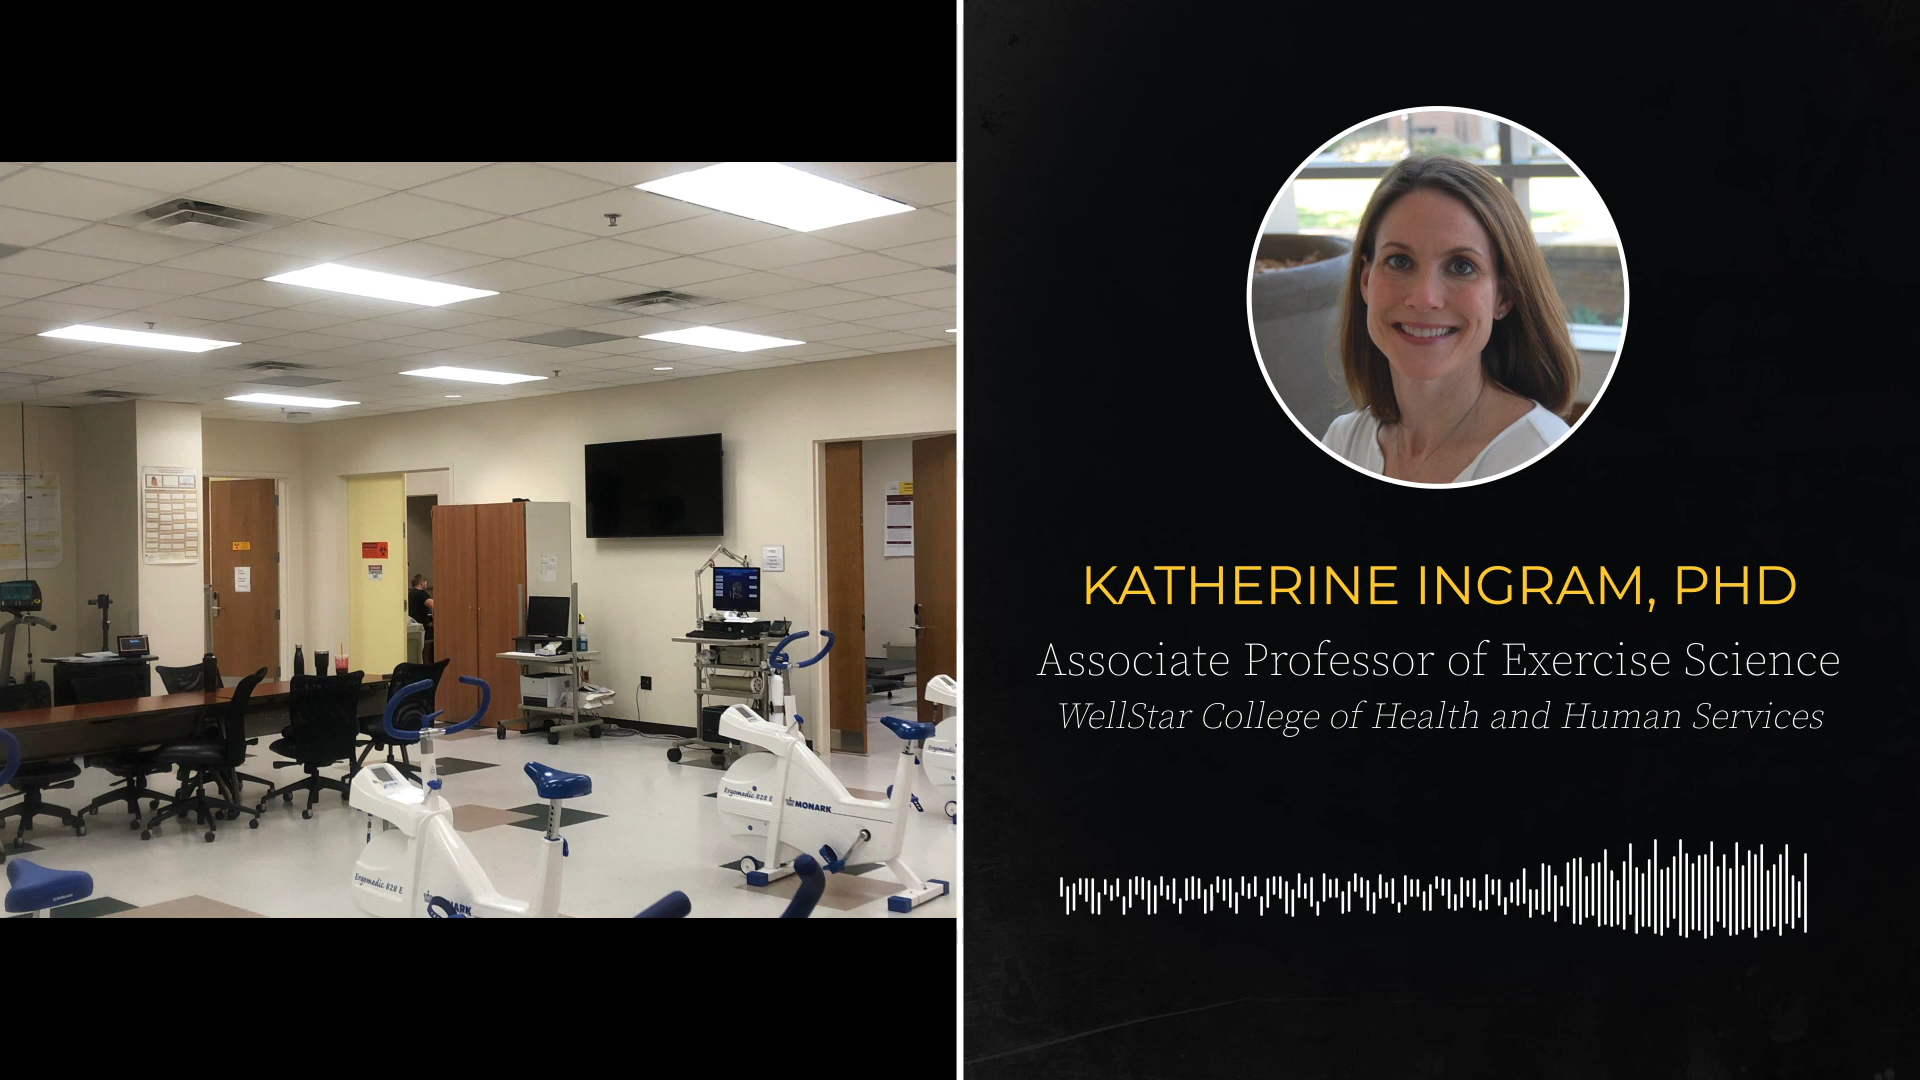 Ergomedic 828 E
MONARK
Ergomedic
Ergomedic 828 E
KATHERINE INGRAM, PHD
Associate Professor of Exercise Science
WellStar College of Health and Human Services